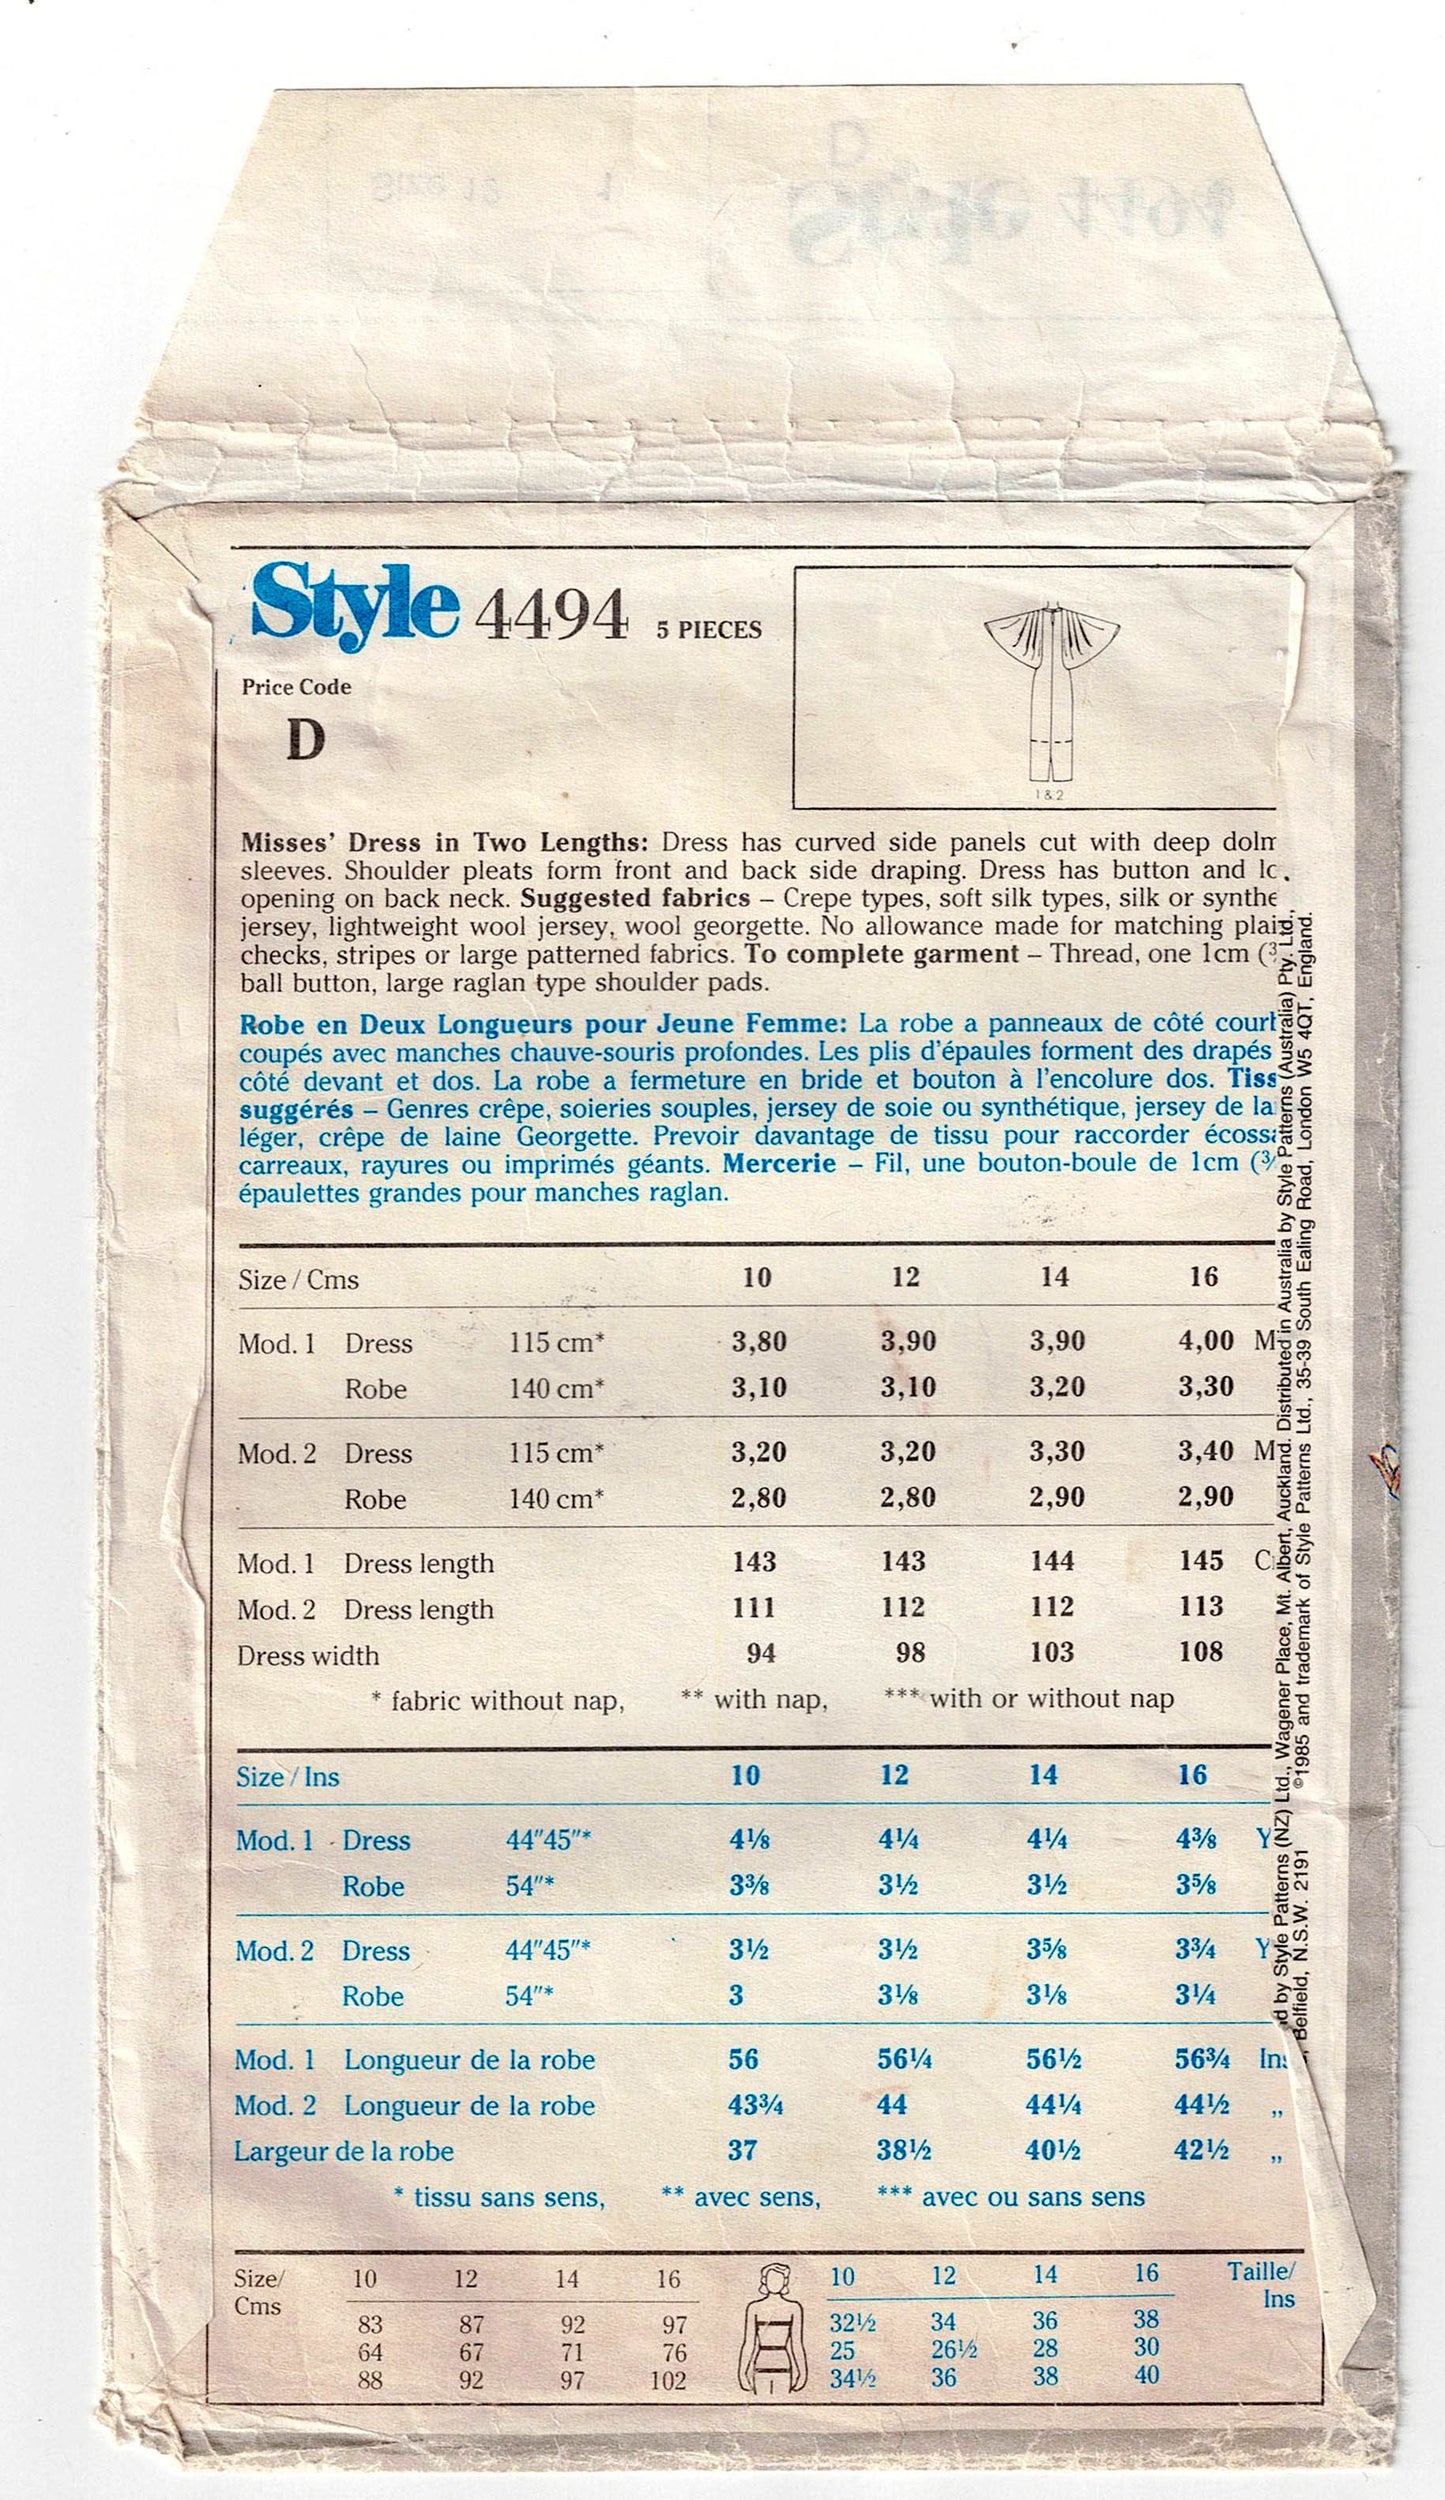 Style 4494 5 PIECES
Price Code
D
1 & 2
Misses' Dress in Two Lengths: Dress has curved side panels cut with deep
sleeves. Shoulder pleats form front and back side draping. Dress has button and
opening on back neck. Suggested fabrics – Crepe types, soft silk types, silk or
jersey, lightweight wool jersey, wool georgette. No allowance made for matching
checks, stripes or large patterned fabrics. To complete garment – Thread, one 1cm
ball button, large raglan type shoulder pads.
Robe en Deux Longueurs pour Jeune Femme: La robe a panneaux de côté
coupés avec manches chauve-souris profondes. Les plis d'épaules forment des drapés
côté devant et dos. La robe a fermeture en bride et bouton à l'encolure dos.
suggérés – Genres crêpe, soieries souples, jersey de soie ou synthétique, jersey de
léger, crêpe de laine Georgette. Prevoir davantage de tissu pour raccorder
carreaux, rayures ou imprimés géants. Mercerie – Fil, une bouton-boule de 1cm
épaulettes grandes pour manches raglan.
Size / Cms 10 12 14 16
Mod. 1 Dress 115 cm* 3,80 3,90 3,90 4,00
Robe 140 cm* 3,10 3,10 3,20 3,30
Mod. 2 Dress 115 cm* 3,20 3,20 3,30 3,40
Robe 140 cm* 2,80 2,80 2,90 2,90
Mod. 1 Dress length 143 143 144 145
Mod. 2 Dress length 111 112 112 113
Dress width 94 98 103 108
* fabric without nap, ** with nap, *** with or without nap
Size / Ins 10 12 14 16
Mod. 1 Dress 44"45"* 4⅛ 4¼ 4¼ 4⅜
Robe 54"* 3⅜ 3½ 3½ 3⅝
Mod. 2 Dress 44"45"* 3½ 3½ 3⅝ 3¾
Robe 54"* 3 3⅛ 3⅛ 3¼
Mod. 1 Longueur de la robe 56 56¼ 56½ 56¾
Mod. 2 Longueur de la robe 43¾ 44 44¼ 44½ „
Largeur de la robe 37 38½ 40½ 42½ „
* tissu sans sens, ** avec sens, *** avec ou sans sens
Size/ 10 12 14 16 10 12 14 16 Taille/
Cms Ins
83 87 92 97 32½ 34 36 38
64 67 71 76 25 26½ 28 30
88 92 97 102 34½ 36 38 40
by Style Patterns (NZ) Ltd., Wagener Place, Mt. Albert, Auckland. Distributed in Australia by Style Patterns (Australia) Pty. Ltd.,
Belfield, N.S.W. 2191 ©1985 and trademark of Style Patterns Ltd., 35-39 South Ealing Road, London W5 4QT, England.